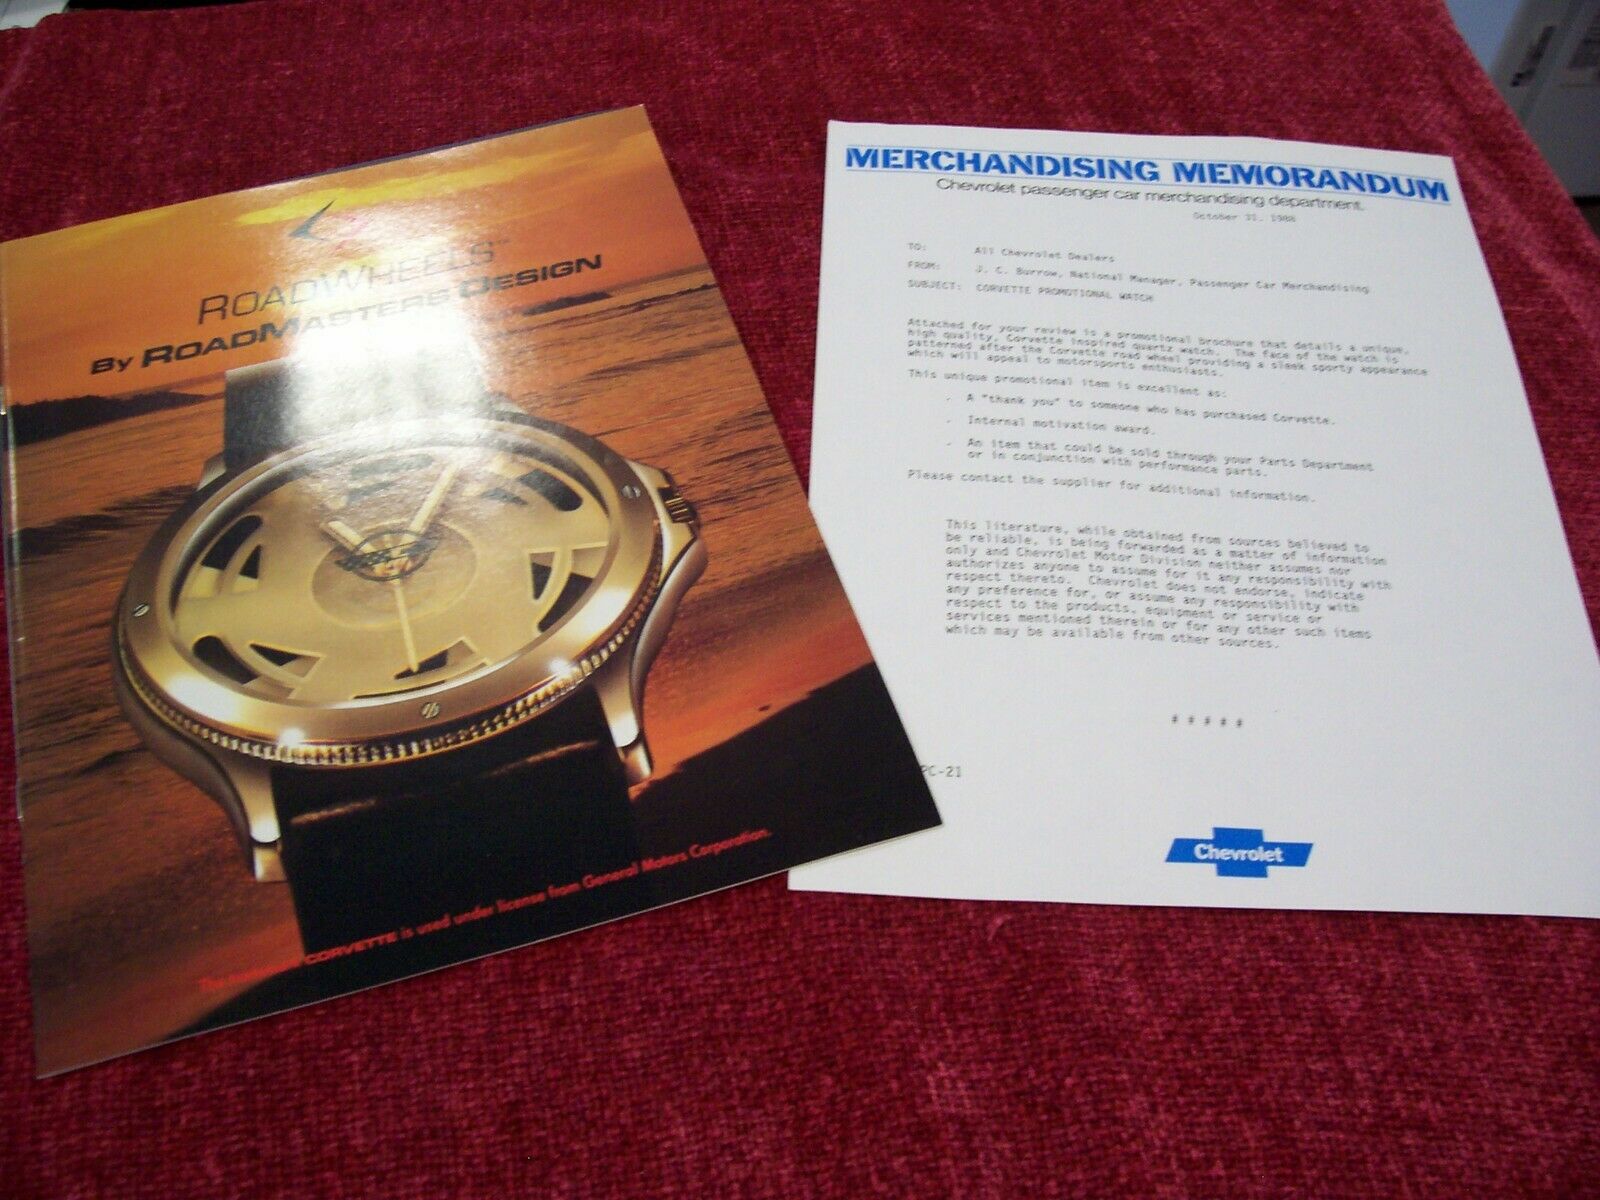 ROADWHEELS™
BY ROADMASTERS DESIGN
CORVETTE is used under license from General Motors Corporation.
MERCHANDISING MEMORANDUM
Chevrolet passenger car merchandising department.
October 31, 1988
TO: All Chevrolet Dealers
FROM: J. C. Burrow, National Manager, Passenger Car Merchandising
SUBJECT: CORVETTE PROMOTIONAL WATCH
Attached for your review is a promotional brochure that details a unique,
high quality, Corvette inspired quartz watch. The face of the watch is
patterned after the Corvette road wheel providing a sleek sporty appearance
which will appeal to motorsports enthusiasts.
This unique promotional item is excellent as:
. A "thank you" to someone who has purchased Corvette.
. Internal motivation award.
. An item that could be sold through your Parts Department
or in conjunction with performance parts.
Please contact the supplier for additional information.
This literature, while obtained from sources believed to
be reliable, is being forwarded as a matter of information
only and Chevrolet Motor Division neither assumes nor
authorizes anyone to assume for it any responsibility with
respect thereto. Chevrolet does not endorse, indicate
any preference for, or assume any responsibility with
respect to the products, equipment or service or
services mentioned therein or for any other such items
which may be available from other sources.
# # # # #
PC-21
Chevrolet